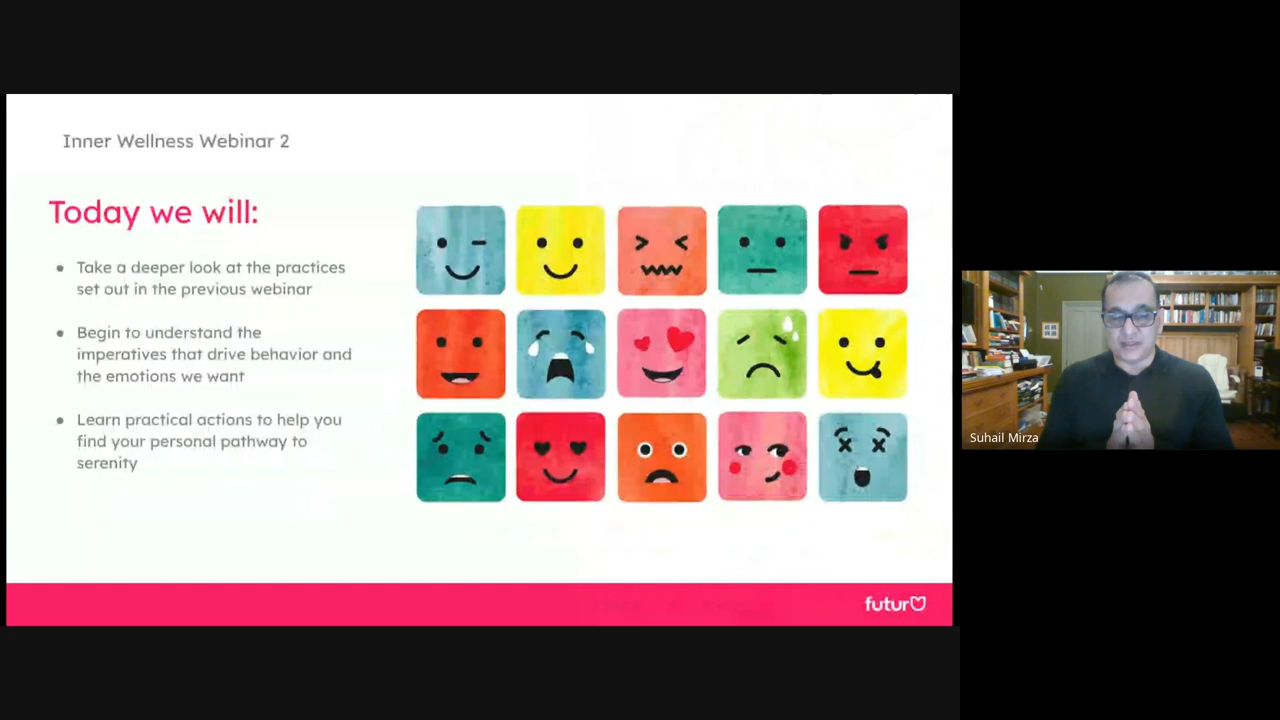 Inner Wellness Webinar 2
Today we will:
• Take a deeper look at the practices
set out in the previous webinar
• Begin to understand the
imperatives that drive behavior and
the emotions we want
• Learn practical actions to help you
find your personal pathway to
serenity
futur
Suhail Mirza